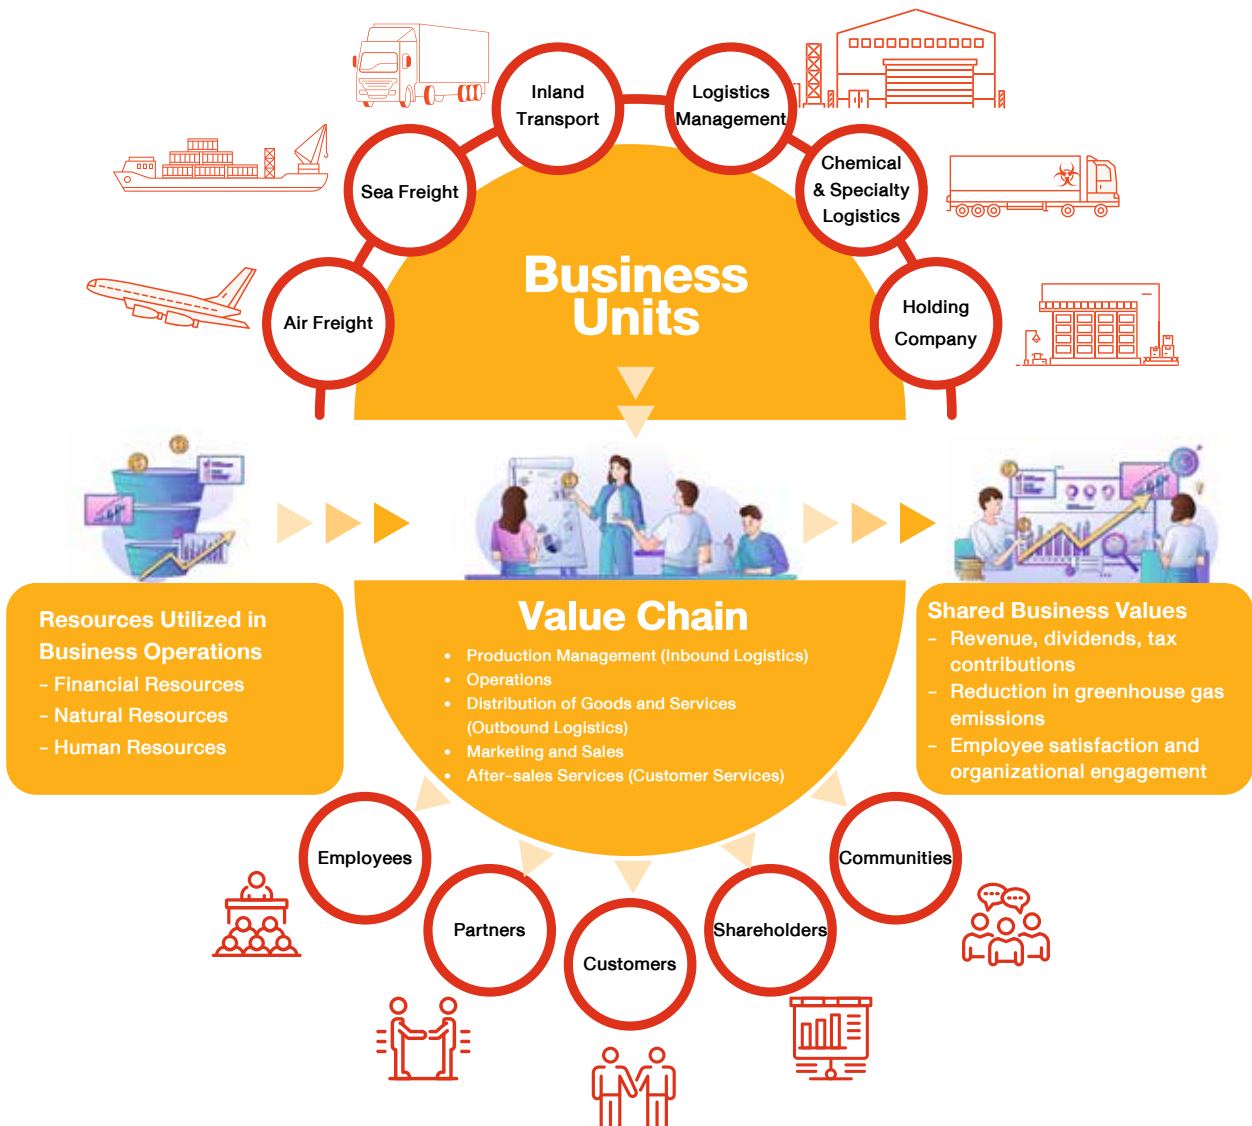 Inland
Transport
Logistics
Management
Sea Freight
Chemical
& Specialty
Logistics
Air Freight
Holding
Company
Business
Units
Resources Utilized in
Business Operations
- Financial Resources
- Natural Resources
- Human Resources
Value Chain
• Production Management (Inbound Logistics)
• Operations
• Distribution of Goods and Services
(Outbound Logistics)
• Marketing and Sales
• After-sales Services (Customer Services)
Shared Business Values
- Revenue, dividends, tax
contributions
- Reduction in greenhouse gas
emissions
- Employee satisfaction and
organizational engagement
Employees
Partners
Customers
Shareholders
Communities